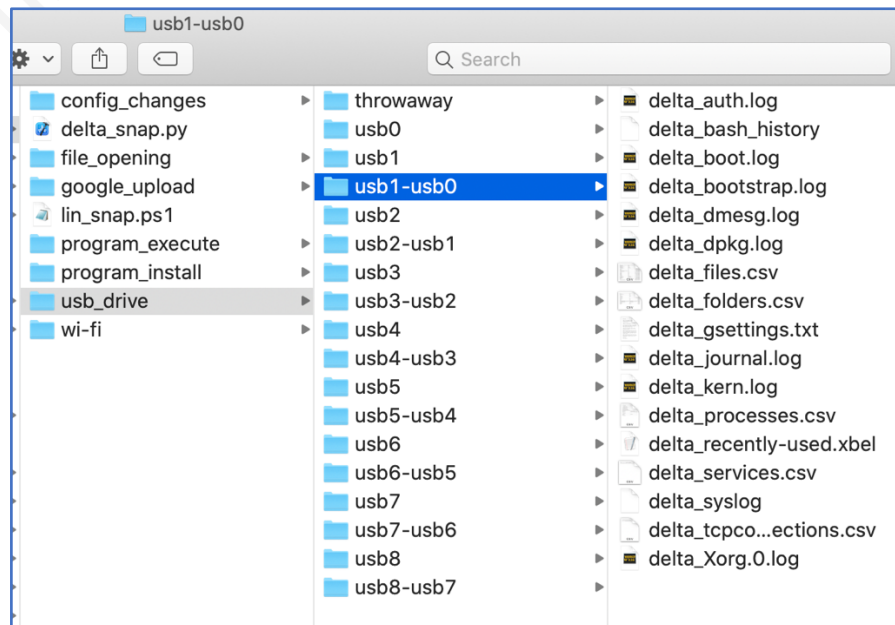 usb1-usb0
Search
config_changes
delta_snap.py
file_opening
google_upload
lin_snap.ps1
program_execute
program_install
usb_drive
wi-fi
throwaway
usb0
usb1
usb1-usb0
usb2
usb2-usb1
usb3
usb3-usb2
usb4
usb4-usb3
usb5
usb5-usb4
usb6
usb6-usb5
usb7
usb7-usb6
usb8
usb8-usb7
delta_auth.log
delta_bash_history
delta_boot.log
delta_bootstrap.log
delta_dmesg.log
delta_dpkg.log
delta_files.csv
delta_folders.csv
delta_gsettings.txt
delta_journal.log
delta_kern.log
delta_processes.csv
delta_recently-used.xbel
delta_services.csv
delta_syslog
delta_tcpco...ections.csv
delta_Xorg.0.log